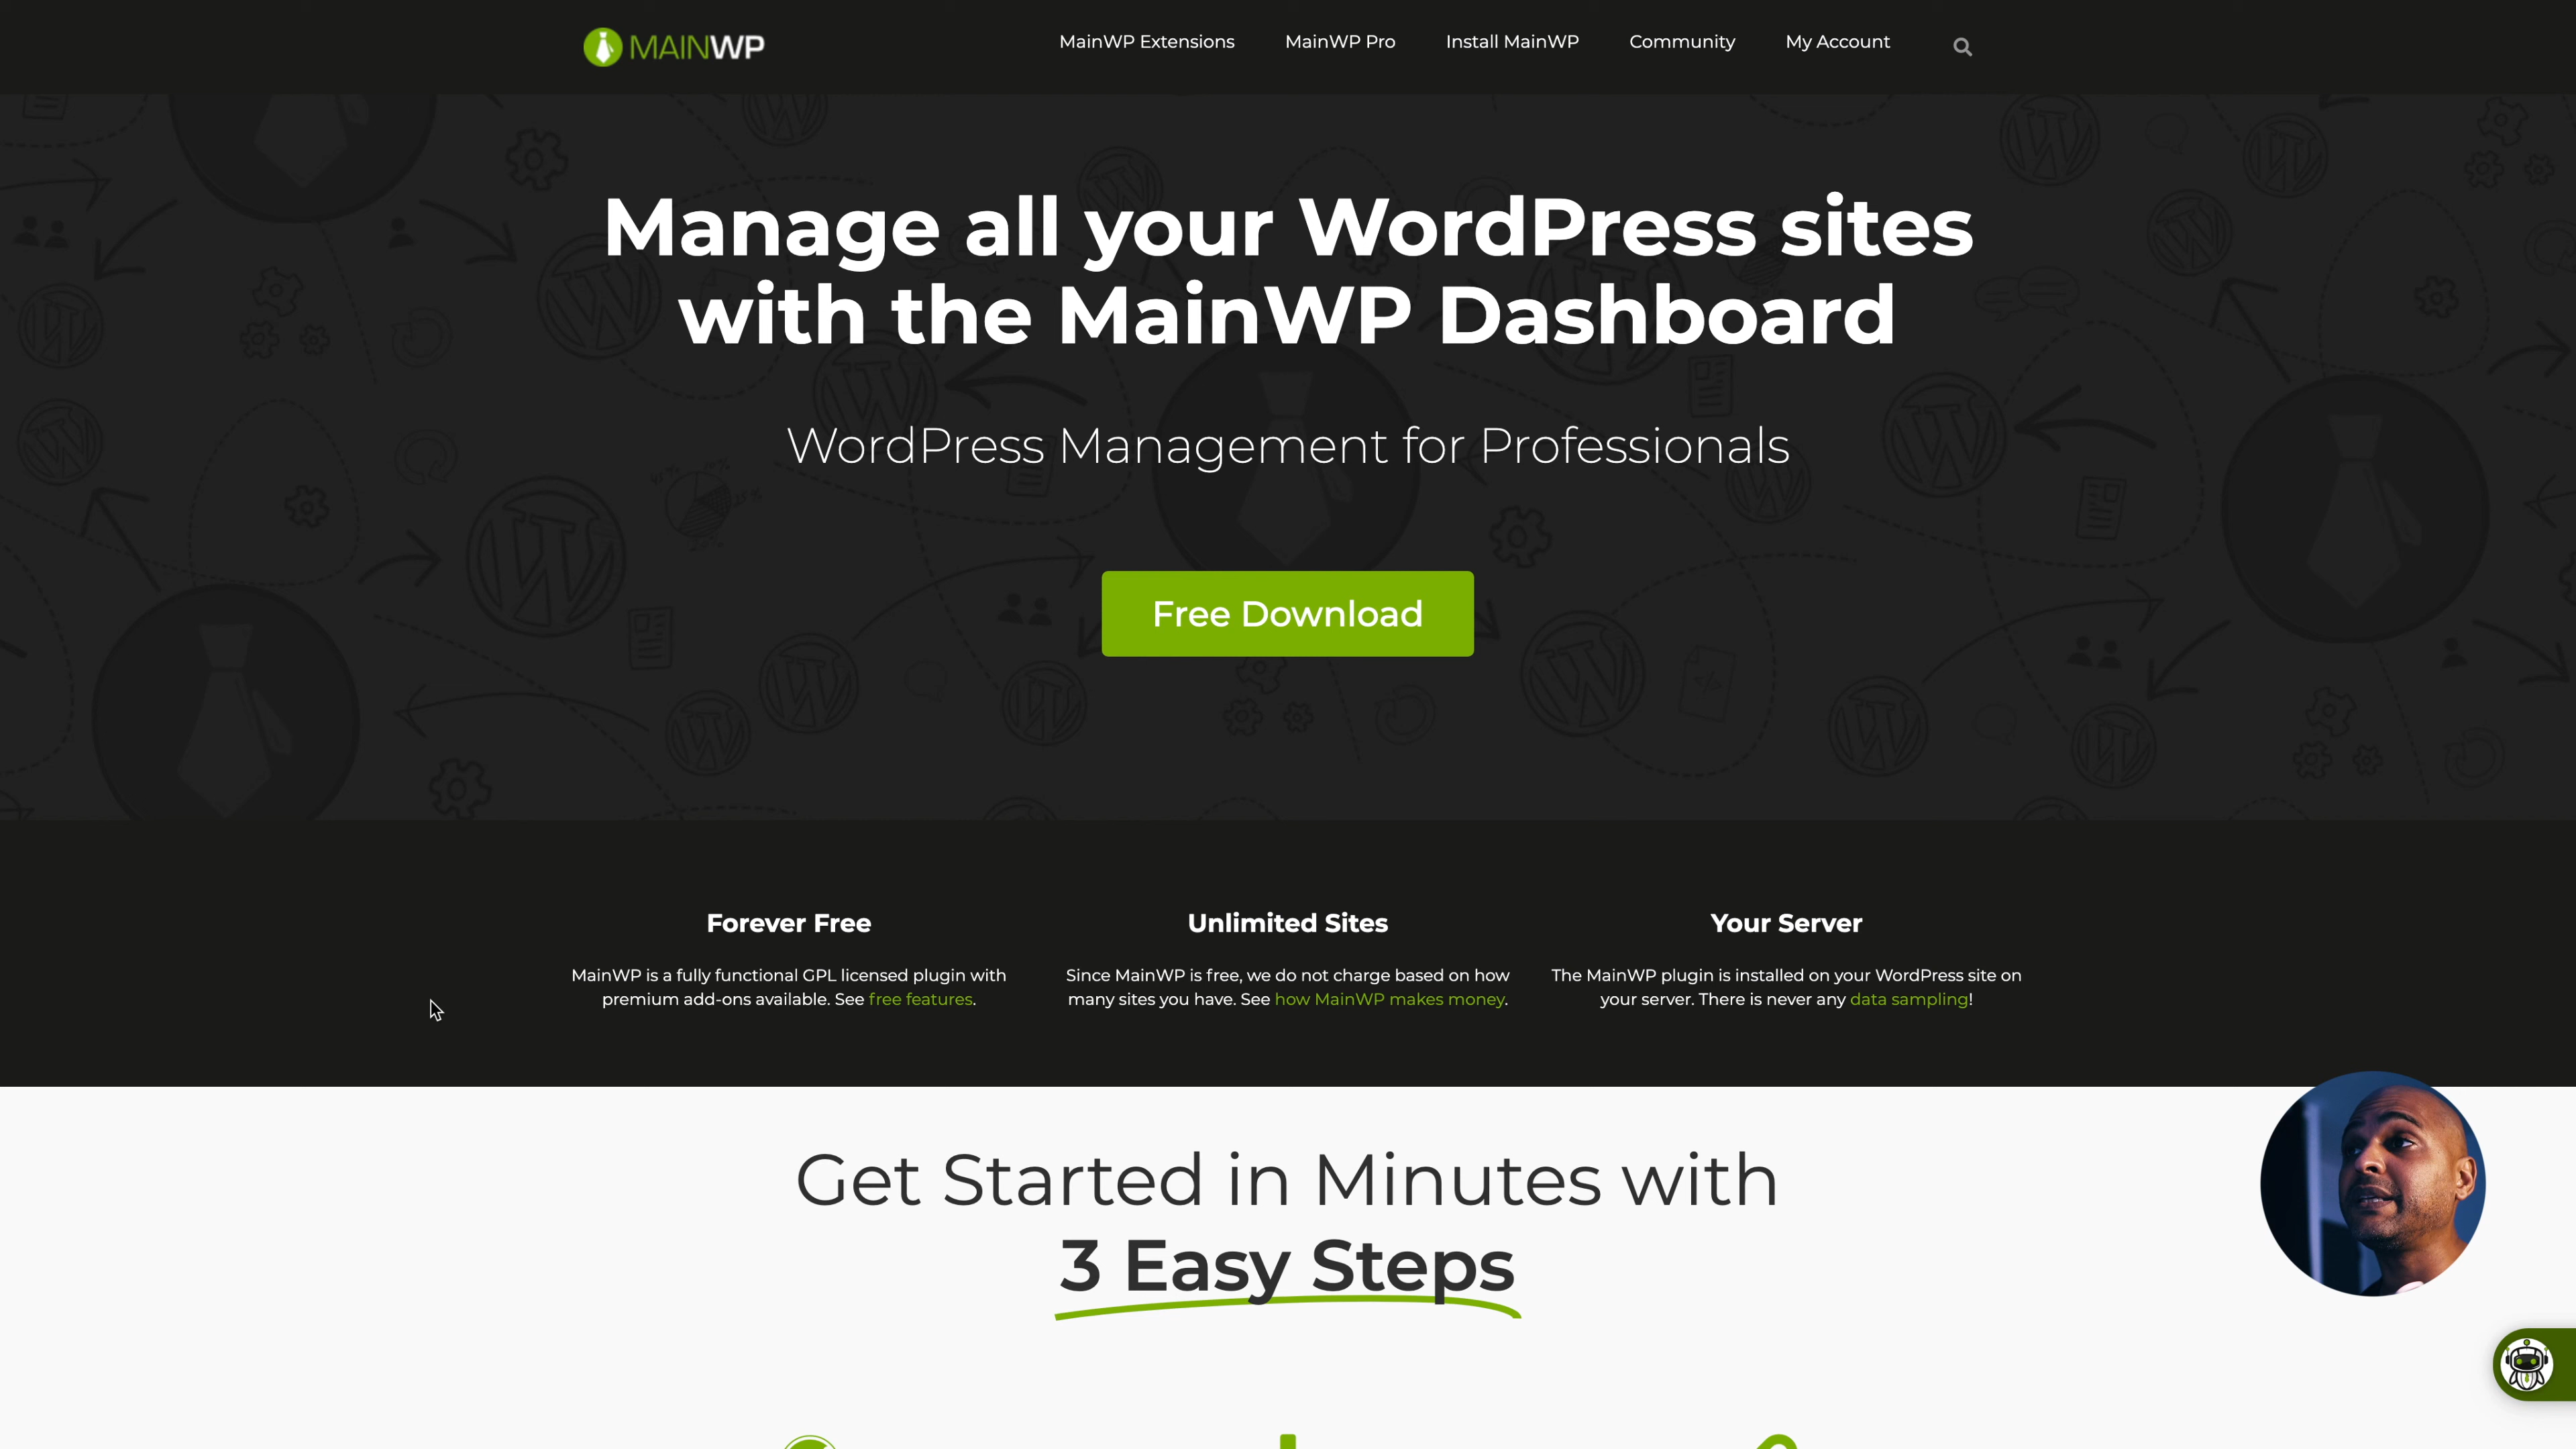 MAINWP
MainWP Extensions
MainWP Pro
Install MainWP
Community
My Account
Manage all your WordPress sites
with the MainWP Dashboard
WordPress Management for Professionals
Free Download
Forever Free
MainWP is a fully functional GPL licensed plugin with
premium add-ons available. See free features.
Unlimited Sites
Since MainWP is free, we do not charge based on how
many sites you have. See how MainWP makes money.
Your Server
The MainWP plugin is installed on your WordPress site on
your server. There is never any data sampling!
Get Started in Minutes with
3 Easy Steps